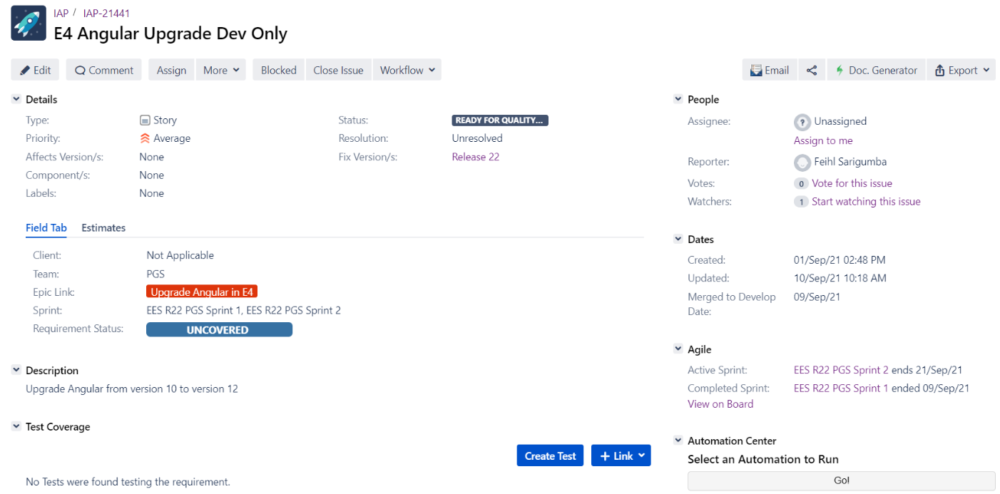 IAP / IAP-21441
E4 Angular Upgrade Dev Only
Edit Comment Assign More Blocked Close Issue Workflow Email Doc. Generator Export
Details
Type: Story
Priority: Average
Affects Version/s: None
Component/s: None
Labels: None
Status: READY FOR QUALITY...
Resolution: Unresolved
Fix Version/s: Release 22
Field Tab Estimates
Client: Not Applicable
Team: PGS
Epic Link: Upgrade Angular in E4
Sprint: EES R22 PGS Sprint 1, EES R22 PGS Sprint 2
Requirement Status: UNCOVERED
Description
Upgrade Angular from version 10 to version 12
Test Coverage
Create Test + Link
No Tests were found testing the requirement.
People
Assignee: ? Unassigned
Assign to me
Reporter: Feihl Sarigumba
Votes: 0 Vote for this issue
Watchers: 1 Start watching this issue
Dates
Created: 01/Sep/21 02:48 PM
Updated: 10/Sep/21 10:18 AM
Merged to Develop 09/Sep/21
Date:
Agile
Active Sprint: EES R22 PGS Sprint 2 ends 21/Sep/21
Completed Sprint: EES R22 PGS Sprint 1 ended 09/Sep/21
View on Board
Automation Center
Select an Automation to Run
Go!